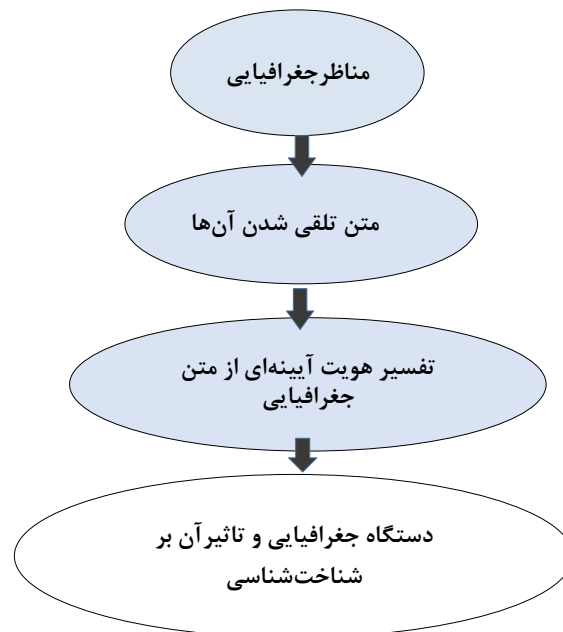 مناظرجغرافیایی
متن تلقی شدن آن‌ها
تفسیر هویت آیینه‌ای از متن
جغرافیایی
دستگاه جغرافیایی و تاثیرآن بر
شناخت‌شناسی